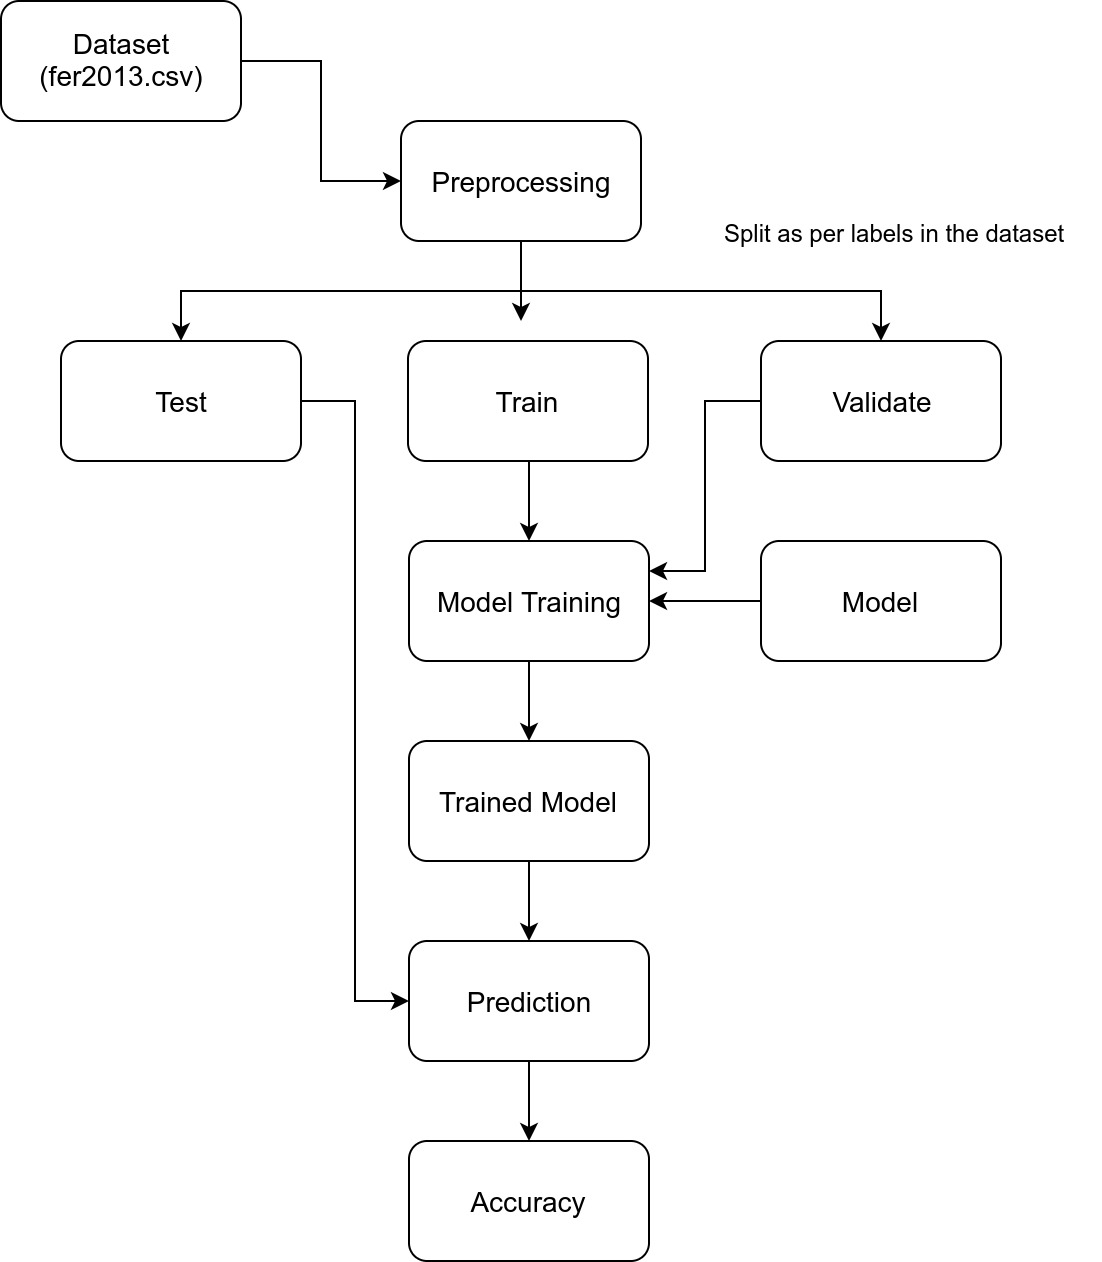 Dataset
(fer2013.csv)
Preprocessing
Split as per labels in the dataset
Test
Train
Validate
Model Training
Model
Trained Model
Prediction
Accuracy